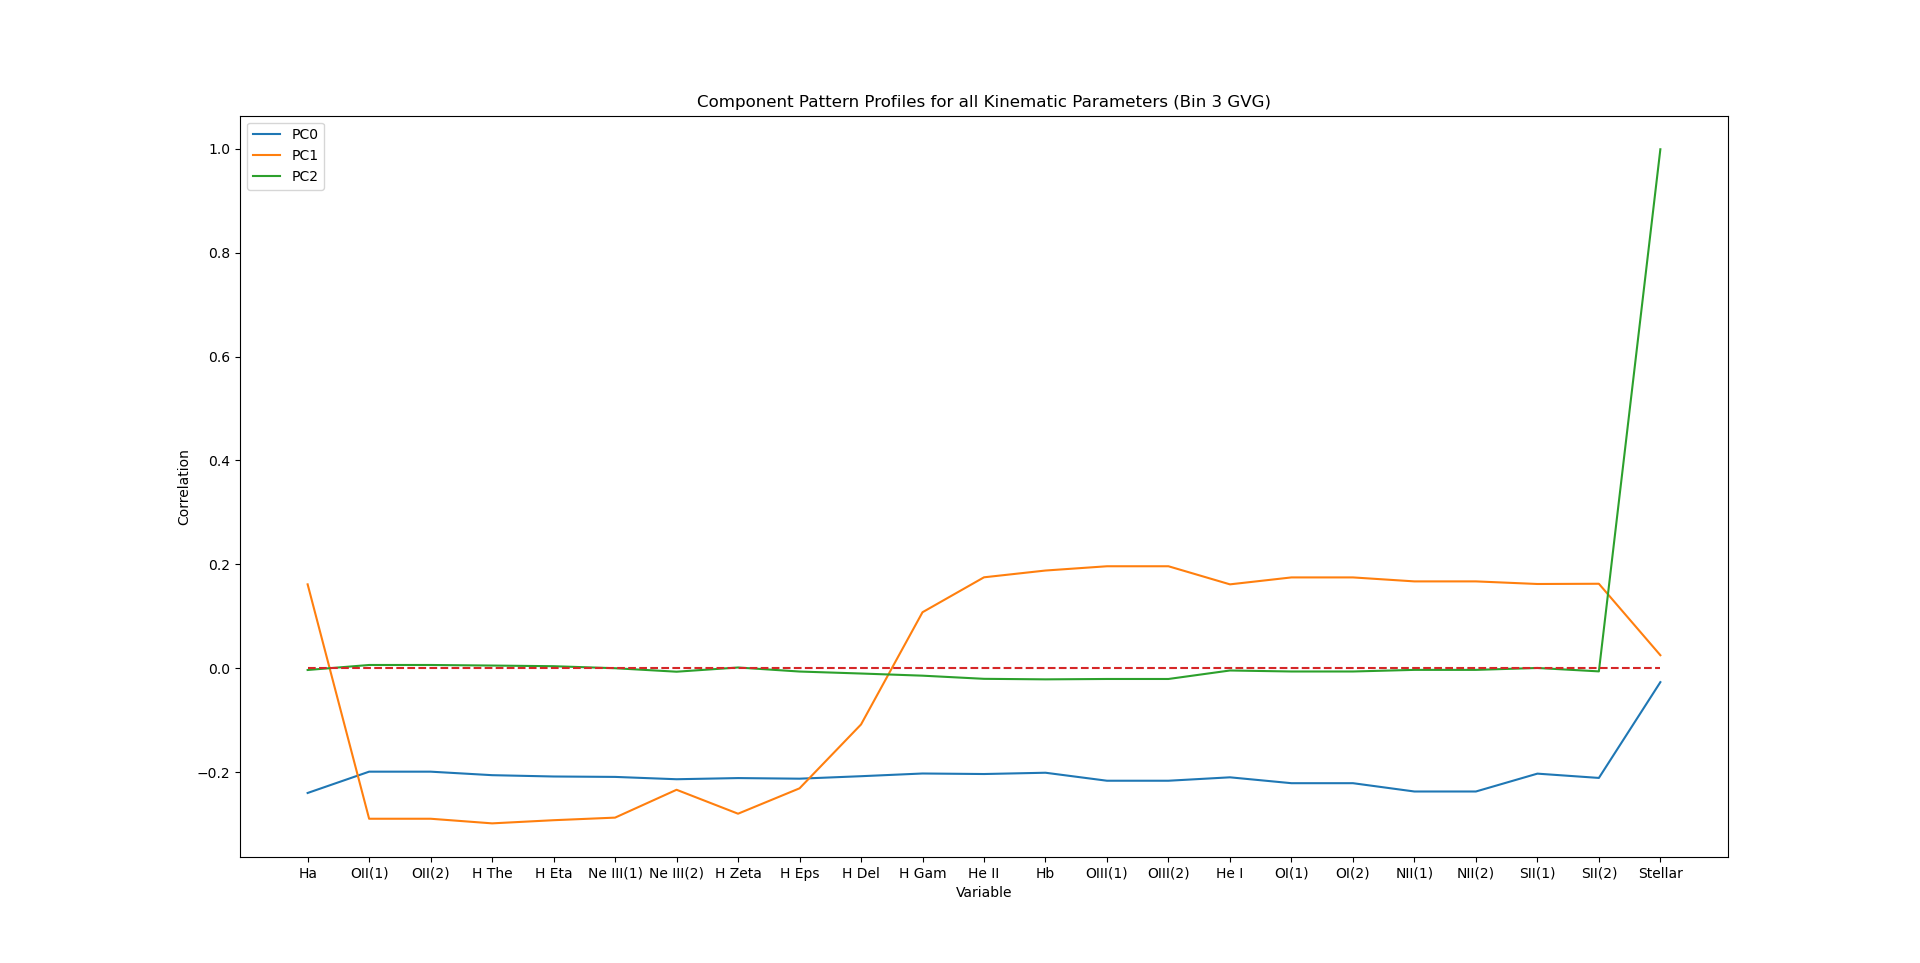 Component Pattern Profiles for all Kinematic Parameters (Bin 3 GVG)
PC0
PC1
PC2
1.0
0.8
0.6
0.4
0.2
0.0
−0.2
Correlation
Ha OII(1) OII(2) H The H Eta Ne III(1) Ne III(2) H Zeta H Eps H Del H Gam He II Hb OIII(1) OIII(2) He I OI(1) OI(2) NII(1) NII(2) SII(1) SII(2) Stellar
Variable